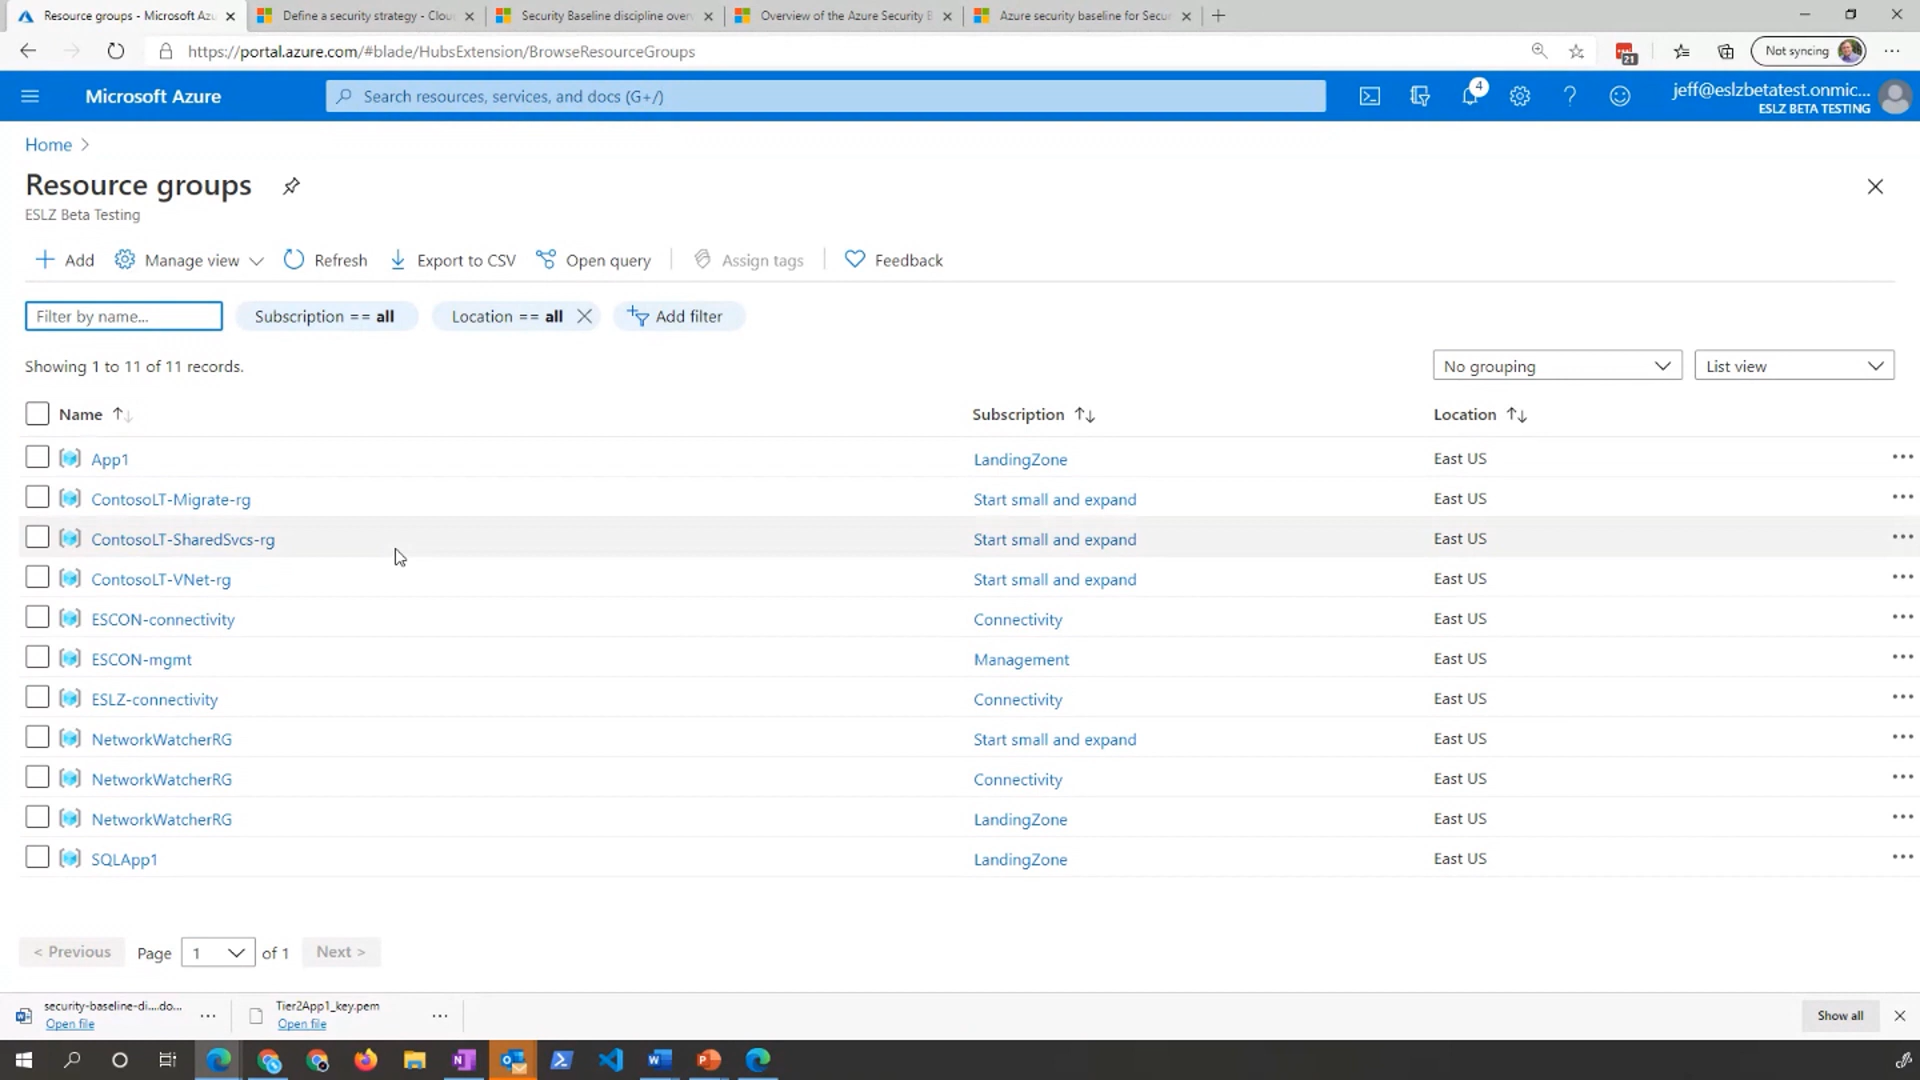 Resource groups - Microsoft Azu
Define a security strategy - Clou
Security Baseline discipline over
Overview of the Azure Security B
Azure security baseline for Secur
https://portal.azure.com/#blade/HubsExtension/BrowseResourceGroups
21
Not syncing
Microsoft Azure
Search resources, services, and docs (G+/)
4
jeff@eslzbetatest.onmic...
ESLZ BETA TESTING
Home
Resource groups
ESLZ Beta Testing
Add
Manage view
Refresh
Export to CSV
Open query
Assign tags
Feedback
Filter by name...
Subscription == all
Location == all
Add filter
Showing 1 to 11 of 11 records.
No grouping
List view
Name
Subscription
Location
App1 LandingZone East US
ContosoLT-Migrate-rg Start small and expand East US
ContosoLT-SharedSvcs-rg Start small and expand East US
ContosoLT-VNet-rg Start small and expand East US
ESCON-connectivity Connectivity East US
ESCON-mgmt Management East US
ESLZ-connectivity Connectivity East US
NetworkWatcherRG Start small and expand East US
NetworkWatcherRG Connectivity East US
NetworkWatcherRG LandingZone East US
SQLApp1 LandingZone East US
< Previous
Page 1 of 1
Next >
security-baseline-di....do...
Open file
Tier2App1_key.pem
Open file
Show all